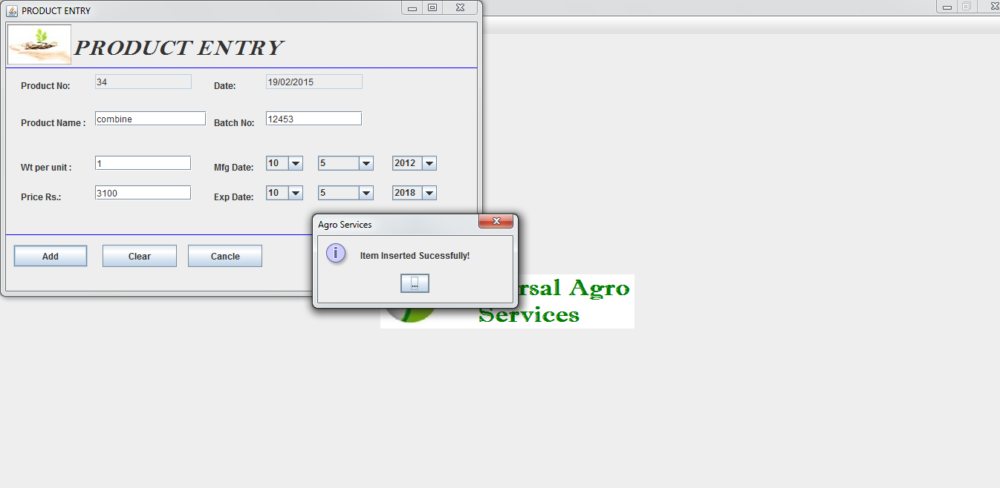 PRODUCT ENTRY
PRODUCT ENTRY
Product No: 34 Date: 19/02/2015
Product Name : combine Batch No: 12453
Wt per unit : 1 Mfg Date: 10 5 2012
Price Rs.: 3100 Exp Date: 10 5 2018
Add Clear Cancle
Agro Services
Item Inserted Sucessfully!
...
Agro
Services